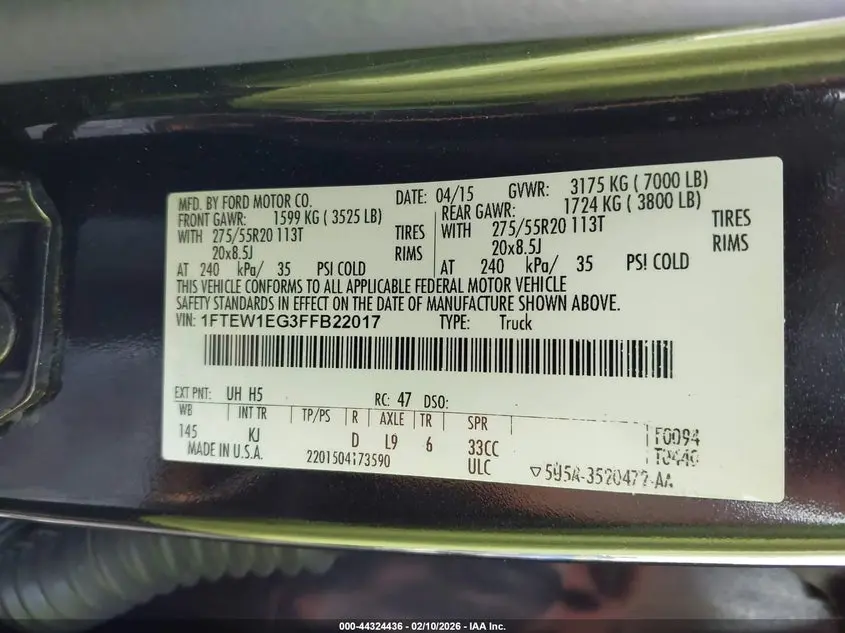 MFD. BY FORD MOTOR CO. DATE: 04/15 GVWR: 3175 KG ( 7000 LB)
FRONT GAWR: 1599 KG ( 3525 LB) REAR GAWR: 1724 KG ( 3800 LB)
WITH 275/55R20 113T TIRES WITH 275/55R20 113T TIRES
20x8.5J RIMS 20x8.5J RIMS
AT 240 kPa/ 35 PSI COLD AT 240 kPa/ 35 PSI COLD
THIS VEHICLE CONFORMS TO ALL APPLICABLE FEDERAL MOTOR VEHICLE
SAFETY STANDARDS IN EFFECT ON THE DATE OF MANUFACTURE SHOWN ABOVE.
VIN: 1FTEW1EG3FFB22017 TYPE: Truck
EXT PNT: UH H5 RC: 47 DSO:
WB INT TR TP/PS R AXLE TR SPR
145 KJ D L9 6 33CC F0094
MADE IN U.S.A. 2201504173590 ULC T0440
▽5U5A-3520472-AA
000-44324436 - 02/10/2026 - IAA Inc.